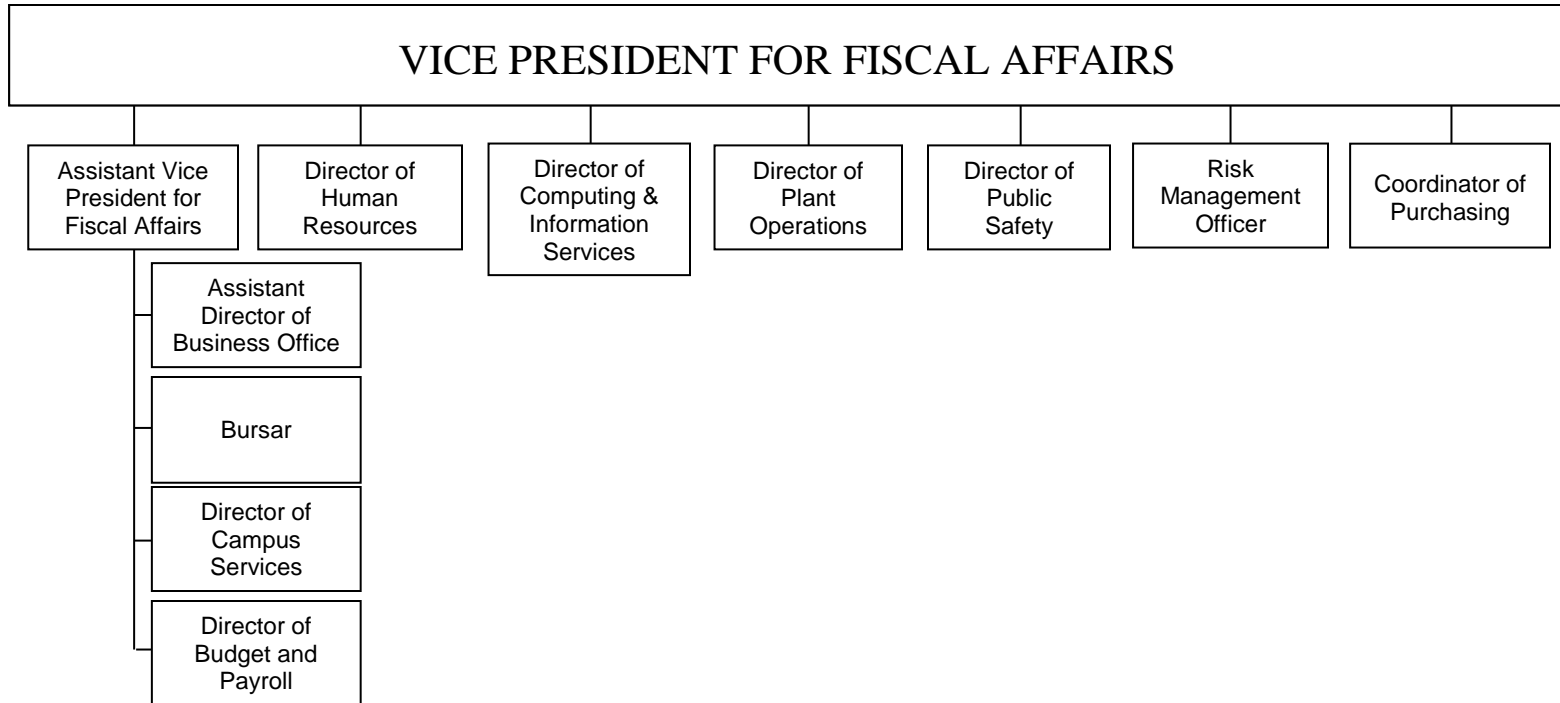 VICE PRESIDENT FOR FISCAL AFFAIRS
Assistant Vice
President for
Fiscal Affairs
Director of
Human
Resources
Director of
Computing &
Information
Services
Director of
Plant
Operations
Director of
Public
Safety
Risk
Management
Officer
Coordinator of
Purchasing
Assistant
Director of
Business Office
Bursar
Director of
Campus
Services
Director of
Budget and
Payroll